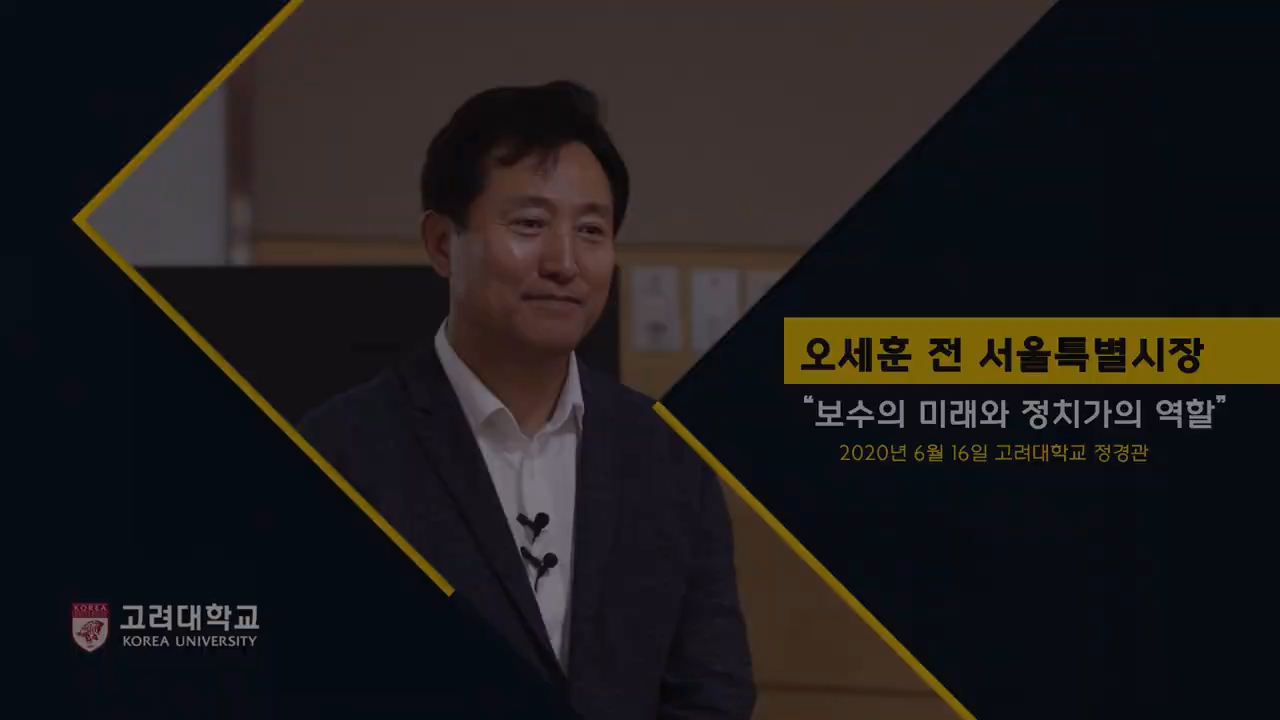 오세훈 전 서울특별시장
“보수의 미래와 정치가의 역할”
2020년 6월 16일 고려대학교 정경관
KOREA
고려대학교
KOREA UNIVERSITY